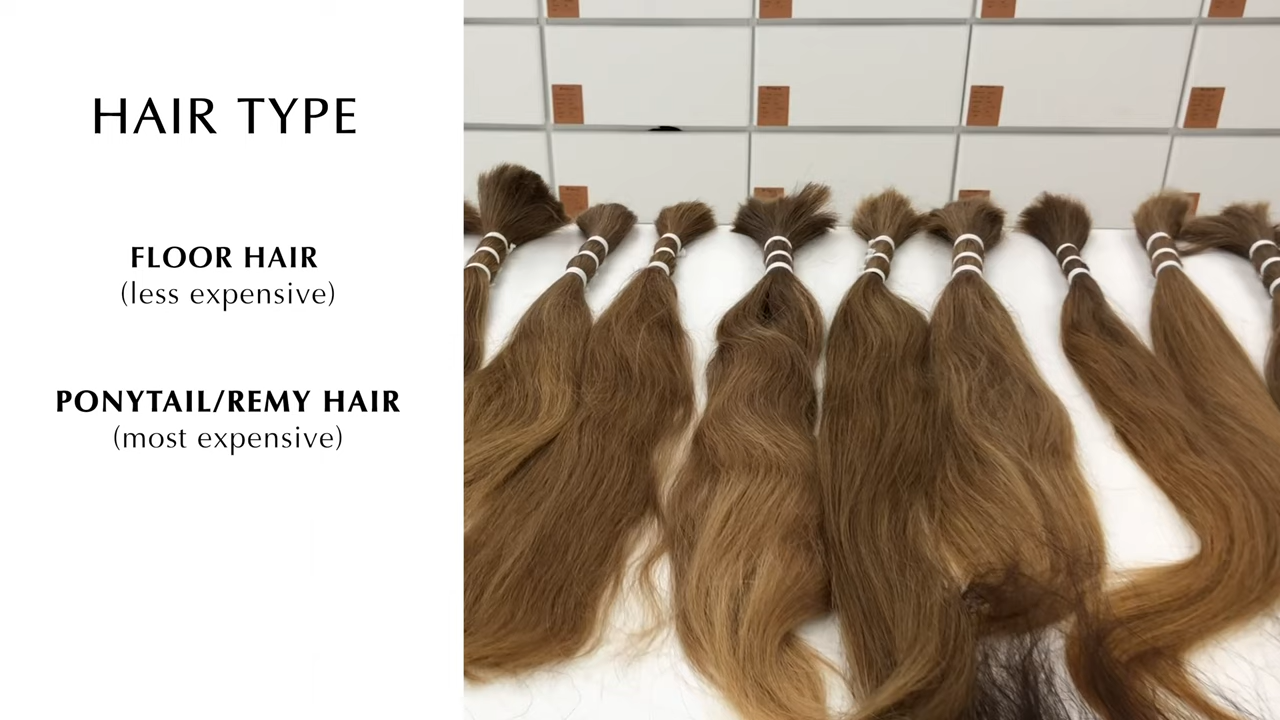 HAIR TYPE
FLOOR HAIR
(less expensive)
PONYTAIL/REMY HAIR
(most expensive)